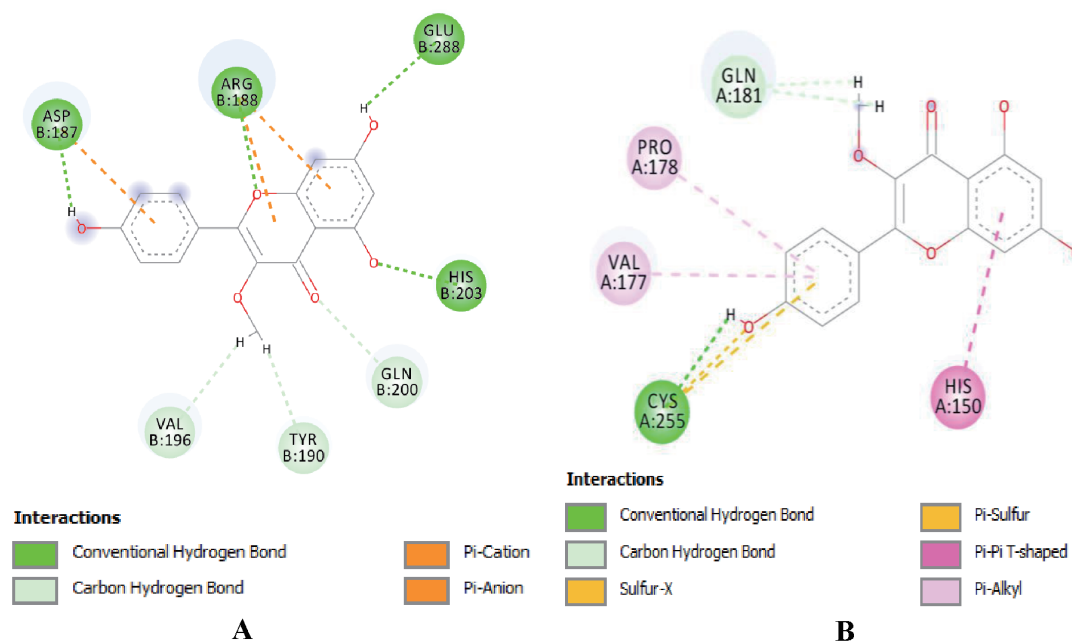 GLU
B:288
ARG
B:188
ASP
B:187
H
O
O
H
O
O
HIS
B:203
O
O
H
H
GLN
B:200
VAL
B:196
TYR
B:190
Interactions
Conventional Hydrogen Bond
Carbon Hydrogen Bond
Pi-Cation
Pi-Anion
A
GLN
A:181
H
H
PRO
A:178
O
O
O
VAL
A:177
O
H
O
CYS
A:255
HIS
A:150
Interactions
Conventional Hydrogen Bond
Carbon Hydrogen Bond
Sulfur-X
Pi-Sulfur
Pi-Pi T-shaped
Pi-Alkyl
B